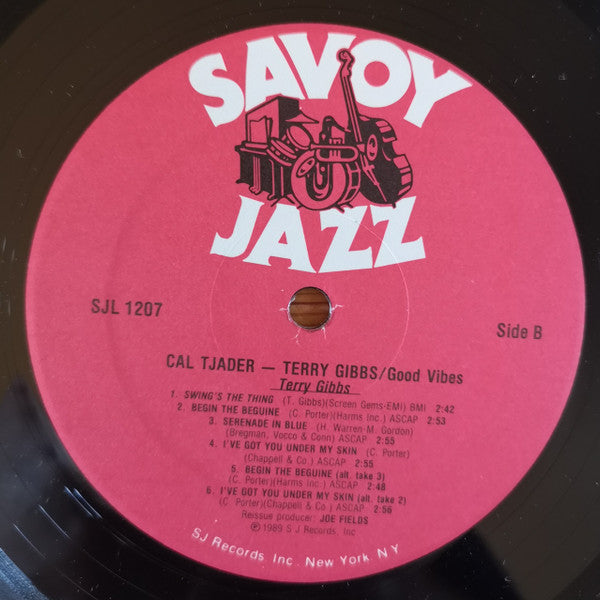 SAVOY
JAZZ
SJL 1207
Side B
CAL TJADER — TERRY GIBBS/Good Vibes
Terry Gibbs
1. SWING'S THE THING (T. Gibbs)(Screen Gems-EMI) BMI 2:42
2. BEGIN THE BEGUINE (C. Porter)(Harms Inc.) ASCAP 2:53
3. SERENADE IN BLUE (H. Warren-M. Gordon)
(Bregman, Vocco & Conn) ASCAP 2:55
4. I'VE GOT YOU UNDER MY SKIN (C. Porter)
(Chappell & Co.) ASCAP 2:55
5. BEGIN THE BEGUINE (alt. take 3)
(C. Porter)(Harms Inc.) ASCAP 2:48
6. I'VE GOT YOU UNDER MY SKIN (alt. take 2)
(C. Porter)(Chappell & Co.) ASCAP 2:56
Reissue producer: JOE FIELDS
℗1989 S J Records, Inc
SJ Records, Inc. New York, N Y